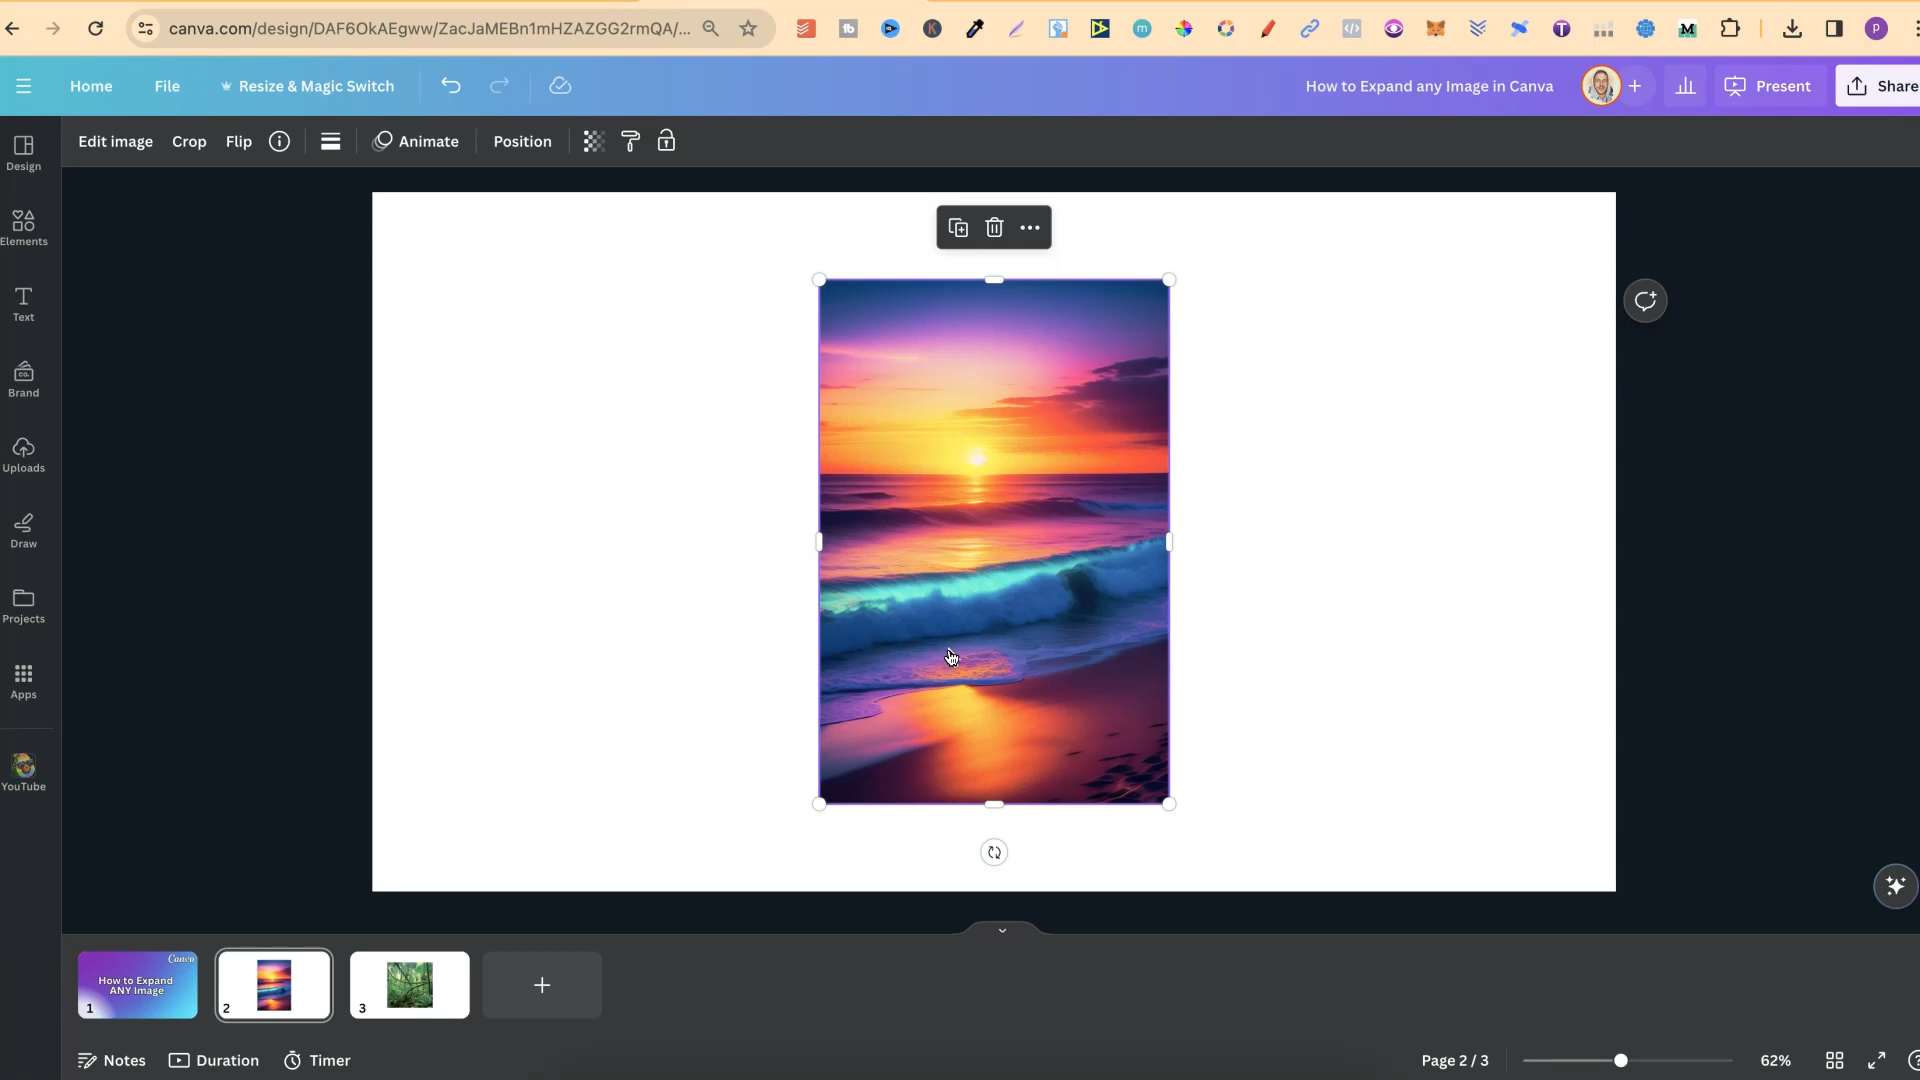 canva.com/design/DAF6OkAEgww/ZacJaMEBn1mHZAZGG2rmQA/...
Home
File
Resize & Magic Switch
How to Expand any Image in Canva
Present
Share
Edit image
Crop
Flip
Animate
Position
Design
Elements
Text
Brand
Uploads
Draw
Projects
Apps
YouTube
Canva
How to Expand
ANY Image
1
2
3
Notes
Duration
Timer
Page 2 / 3
62%